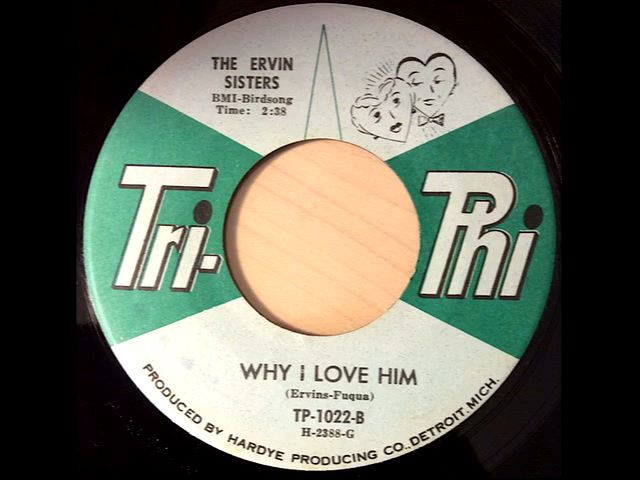 THE ERVIN
SISTERS
BMI-Birdsong
Time: 2:38
Tri-
Phi
WHY I LOVE HIM
(Ervins-Fuqua)
TP-1022-B
H-2388-G
PRODUCED BY HARDYE PRODUCING CO., DETROIT, MICH.